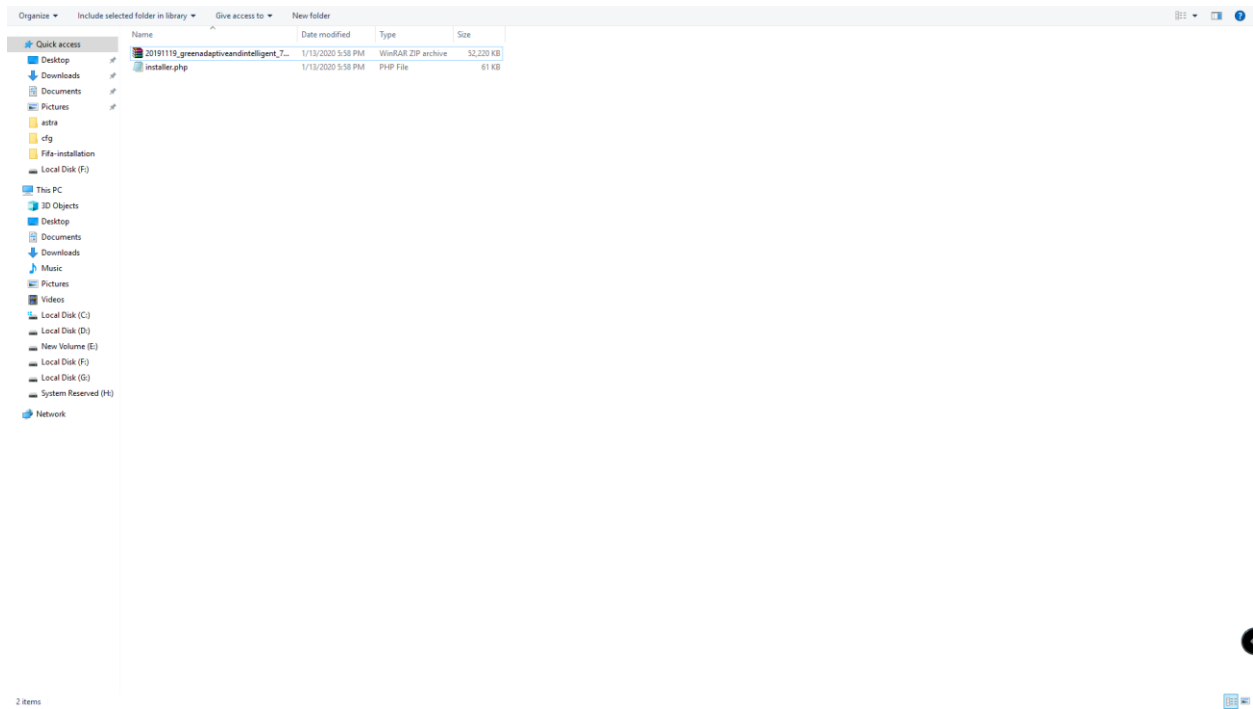 Organize Include selected folder in library Give access to New folder
Name Date modified Type Size
20191119_greenadaptiveandintelligent_7... 1/13/2020 5:58 PM WinRAR ZIP archive 52,220 KB
installer.php 1/13/2020 5:58 PM PHP File 61 KB
Quick access
Desktop
Downloads
Documents
Pictures
astra
cfg
Fifa-installation
Local Disk (F:)
This PC
3D Objects
Desktop
Documents
Downloads
Music
Pictures
Videos
Local Disk (C:)
Local Disk (D:)
New Volume (E:)
Local Disk (F:)
Local Disk (G:)
System Reserved (H:)
Network
2 items